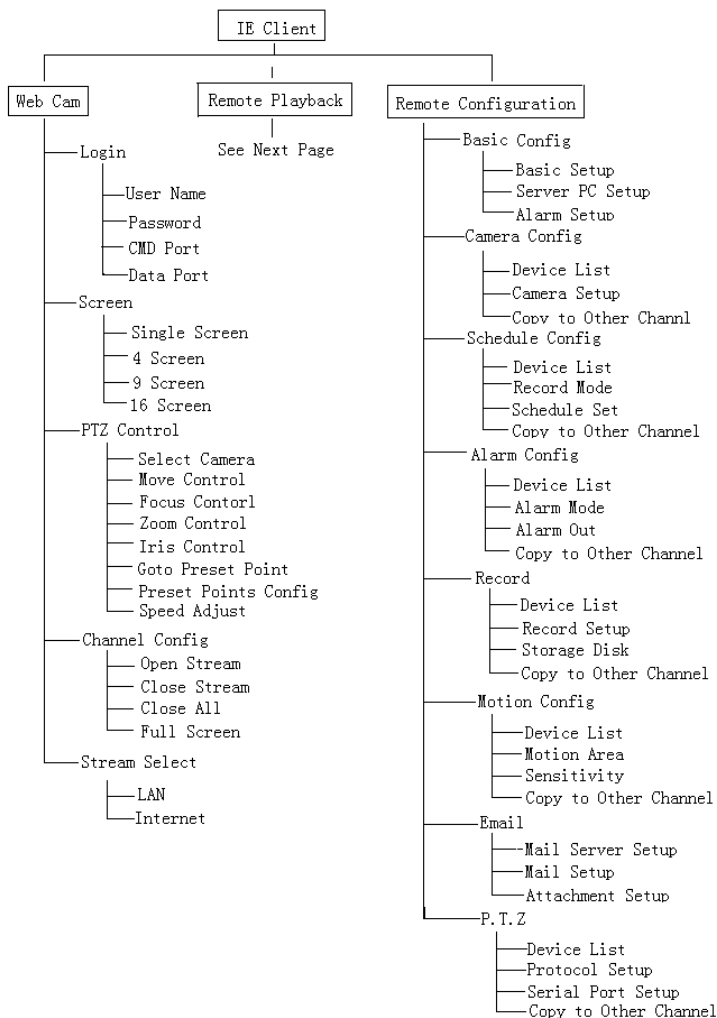 IE Client
Web Cam
Login
User Name
Password
CMD Port
Data Port
Screen
Single Screen
4 Screen
9 Screen
16 Screen
PTZ Control
Select Camera
Move Control
Focus Contorl
Zoom Control
Iris Control
Goto Preset Point
Preset Points Config
Speed Adjust
Channel Config
Open Stream
Close Stream
Close All
Full Screen
Stream Select
LAN
Internet
Remote Playback
See Next Page
Remote Configuration
Basic Config
Basic Setup
Server PC Setup
Alarm Setup
Camera Config
Device List
Camera Setup
Copy to Other Channl
Schedule Config
Device List
Record Mode
Schedule Set
Copy to Other Channel
Alarm Config
Device List
Alarm Mode
Alarm Out
Copy to Other Channel
Record
Device List
Record Setup
Storage Disk
Copy to Other Channel
Motion Config
Device List
Motion Area
Sensitivity
Copy to Other Channel
Email
Mail Server Setup
Mail Setup
Attachment Setup
P.T.Z
Device List
Protocol Setup
Serial Port Setup
Copy to Other Channel